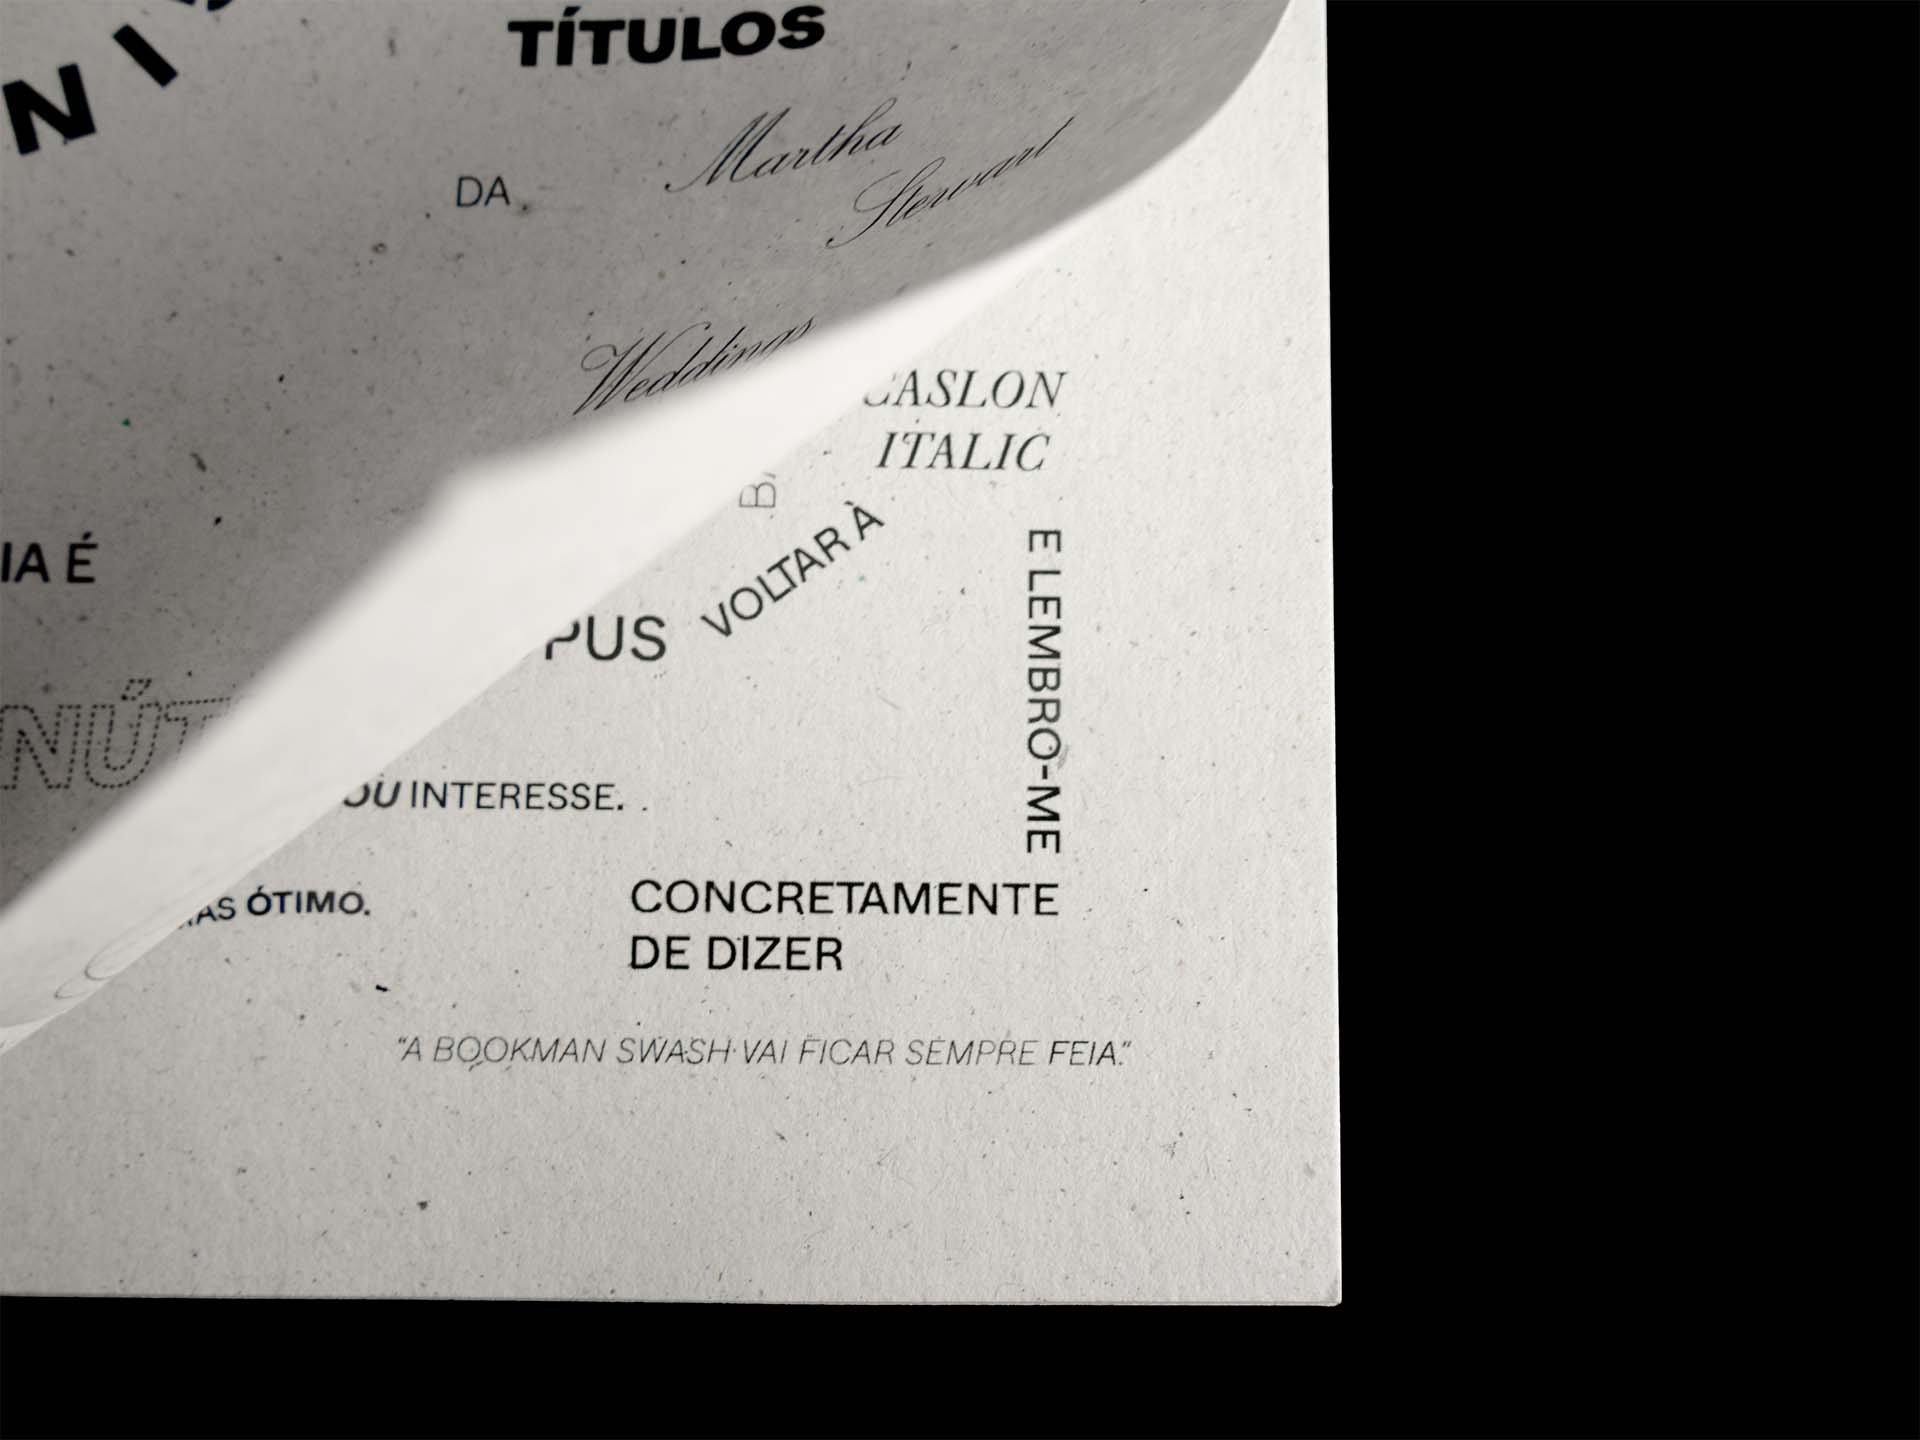 NI
TÍTULOS
DA
Martha
Stewart
Weddings
IA É
NÚT
CASLON
ITALIC
B
VOLTAR À
PUS
E LEMBRO-ME
OU INTERESSE.
ÓTIMO.
CONCRETAMENTE
DE DIZER
“A BOOKMAN SWASH VAI FICAR SEMPRE FEIA.”